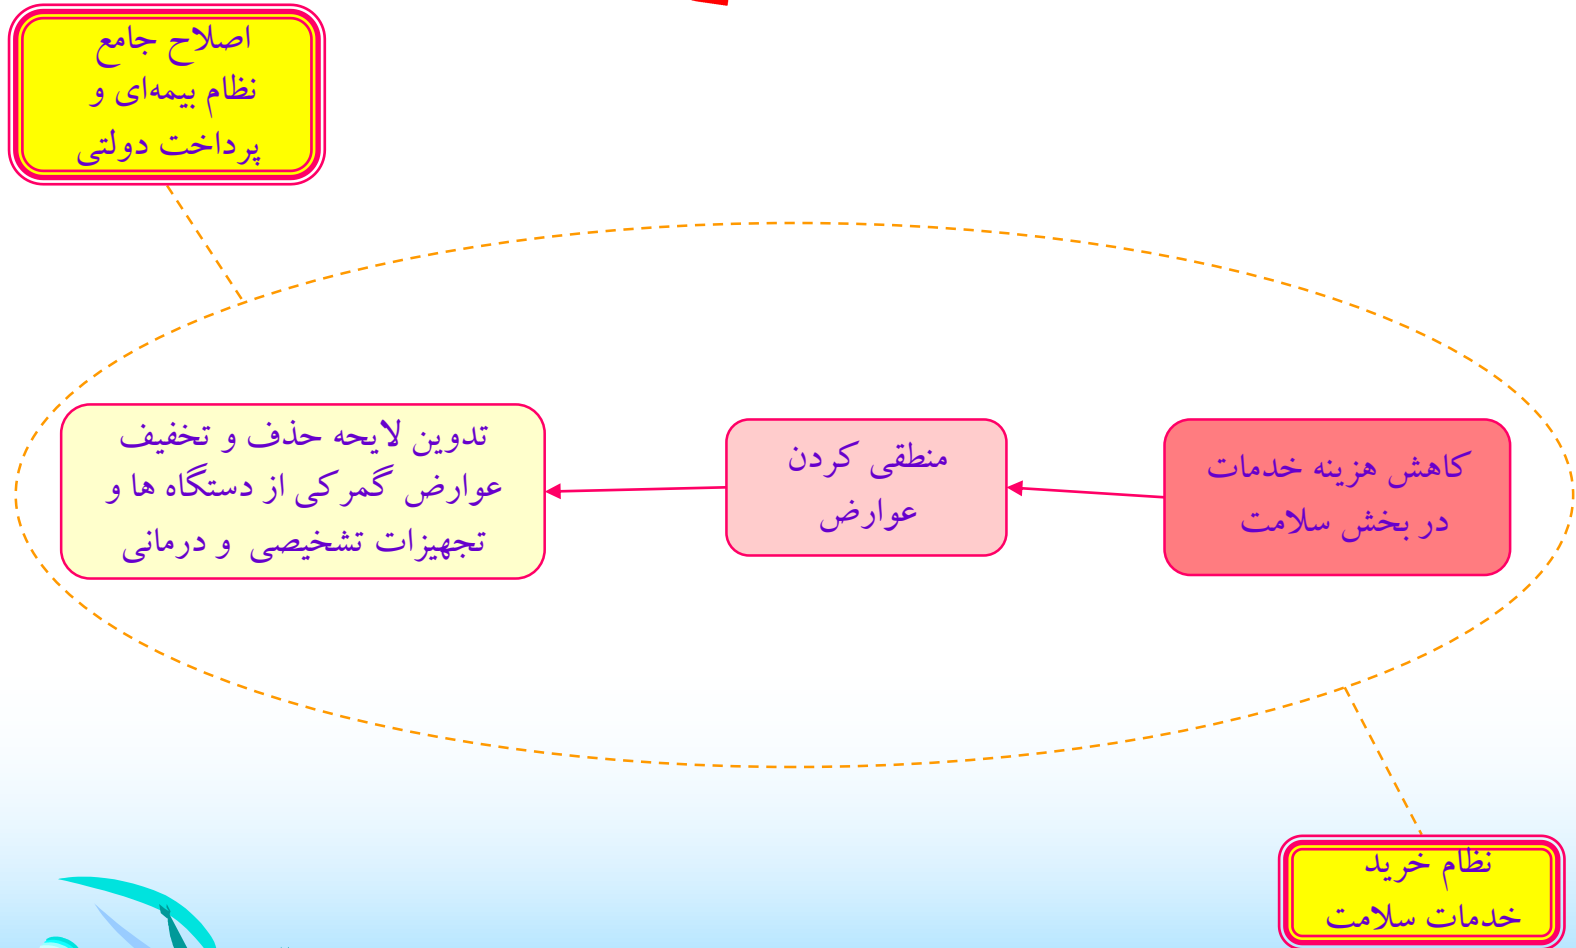 اصلاح جامع
نظام بیمه‌ای و
پرداخت دولتی
کاهش هزینه خدمات
در بخش سلامت
منطقی کردن
عوارض
تدوین لایحه حذف و تخفیف
عوارض گمرکی از دستگاه ها و
تجهیزات تشخیصی و درمانی
نظام خرید
خدمات سلامت